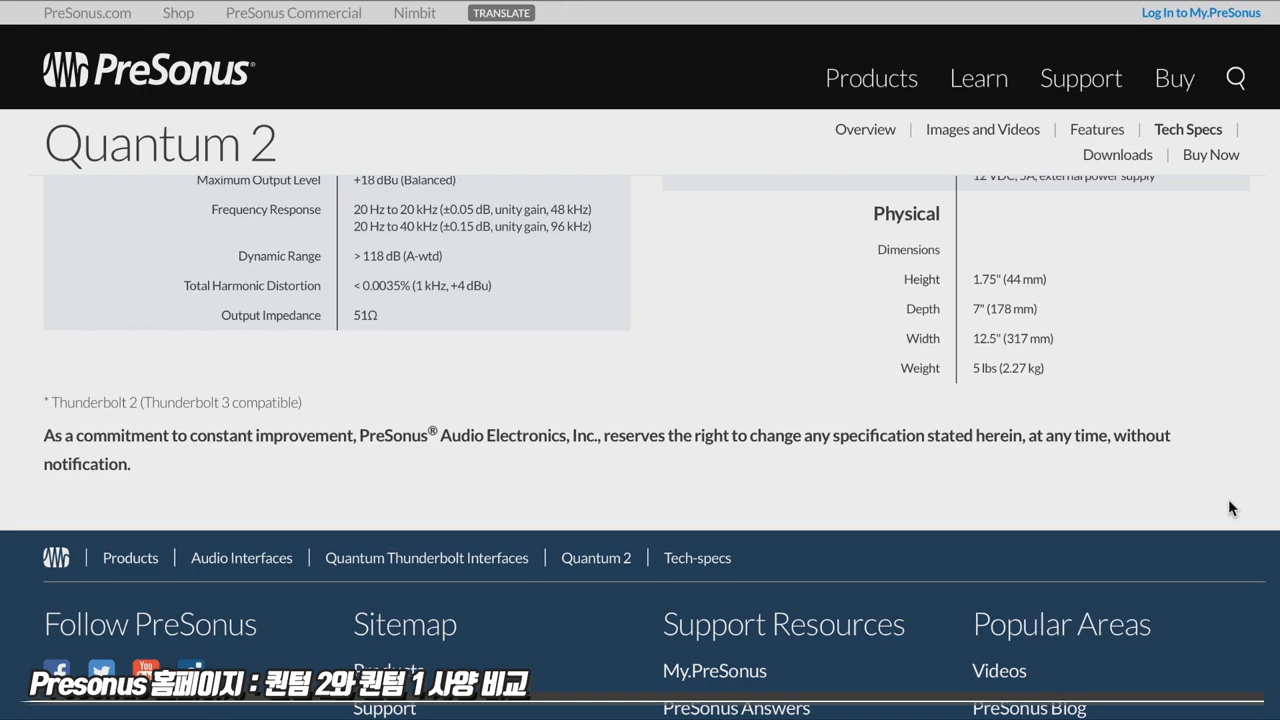 PreSonus.com Shop PreSonus Commercial Nimbit TRANSLATE Log In to My.PreSonus
PreSonus®
Products Learn Support Buy
Quantum 2
Overview | Images and Videos | Features | Tech Specs |
Downloads | Buy Now
Maximum Output Level +18 dBu (Balanced)
Frequency Response 20 Hz to 20 kHz (±0.05 dB, unity gain, 48 kHz)
20 Hz to 40 kHz (±0.15 dB, unity gain, 96 kHz)
Dynamic Range > 118 dB (A-wtd)
Total Harmonic Distortion < 0.0035% (1 kHz, +4 dBu)
Output Impedance 51Ω
12 VDC, 5A, external power supply
Physical
Dimensions
Height 1.75" (44 mm)
Depth 7" (178 mm)
Width 12.5" (317 mm)
Weight 5 lbs (2.27 kg)
* Thunderbolt 2 (Thunderbolt 3 compatible)
As a commitment to constant improvement, PreSonus® Audio Electronics, Inc., reserves the right to change any specification stated herein, at any time, without
notification.
| Products | Audio Interfaces | Quantum Thunderbolt Interfaces | Quantum 2 | Tech-specs
Follow PreSonus Sitemap Support Resources Popular Areas
You
Products My.PreSonus Videos
Presonus 홈페이지 : 퀀텀 2와 퀀텀 1 사양 비교
Support PreSonus Answers PreSonus Blog